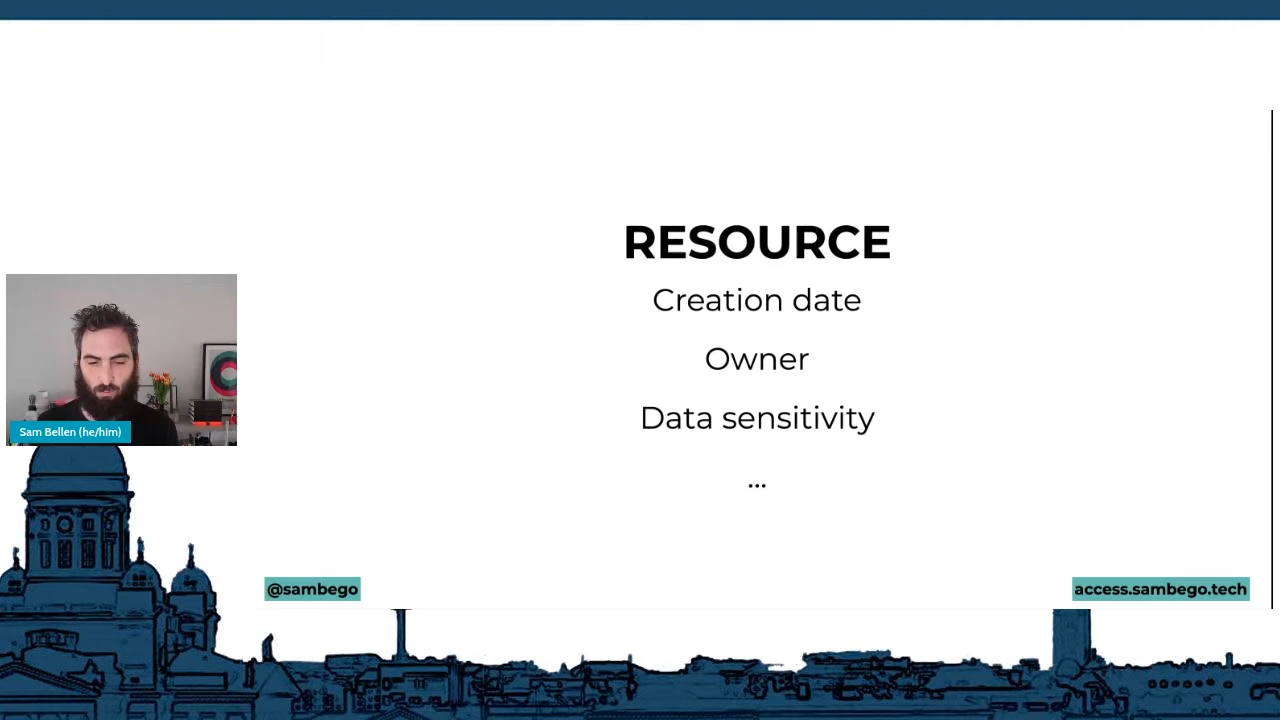 RESOURCE
Creation date
Owner
Data sensitivity
...
Sam Bellen (he/him)
@sambego
access.sambego.tech